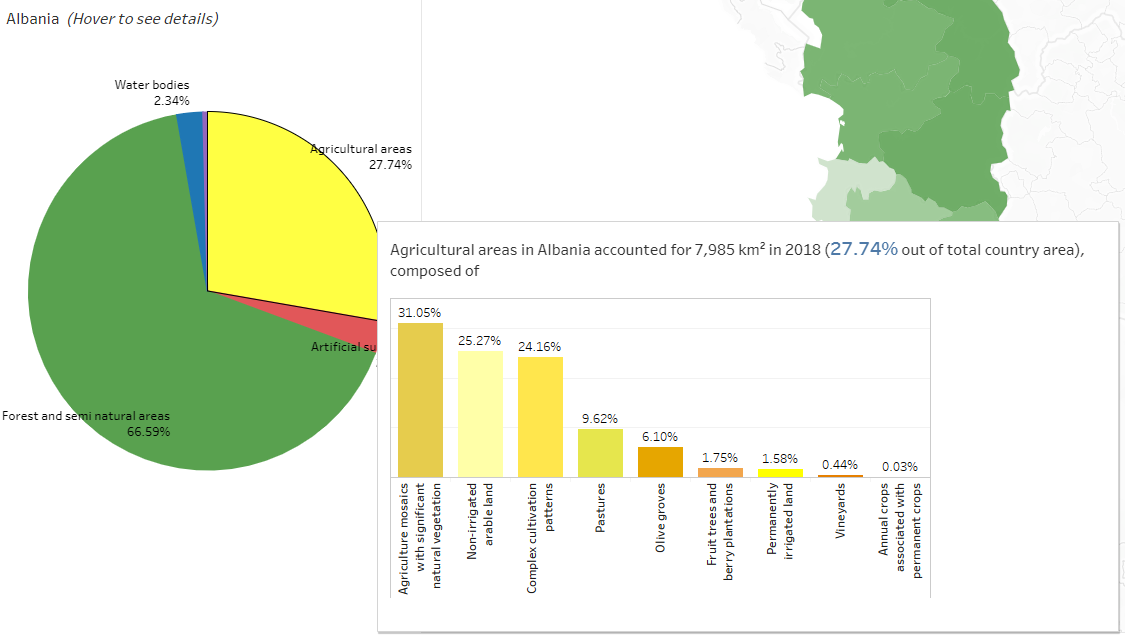 Albania (Hover to see details)
Water bodies
2.34%
Agricultural areas
27.74%
Artificial su
Forest and semi natural areas
66.59%
Agricultural areas in Albania accounted for 7,985 km² in 2018 (27.74% out of total country area),
composed of
31.05%
25.27%
24.16%
9.62%
6.10%
1.75%
1.58%
0.44%
0.03%
Agriculture mosaics
with significant
natural vegetation
Non-irrigated
arable land
Complex cultivation
patterns
Pastures
Olive groves
Fruit trees and
berry plantations
Permanently
irrigated land
Vineyards
Annual crops
associated with
permanent crops